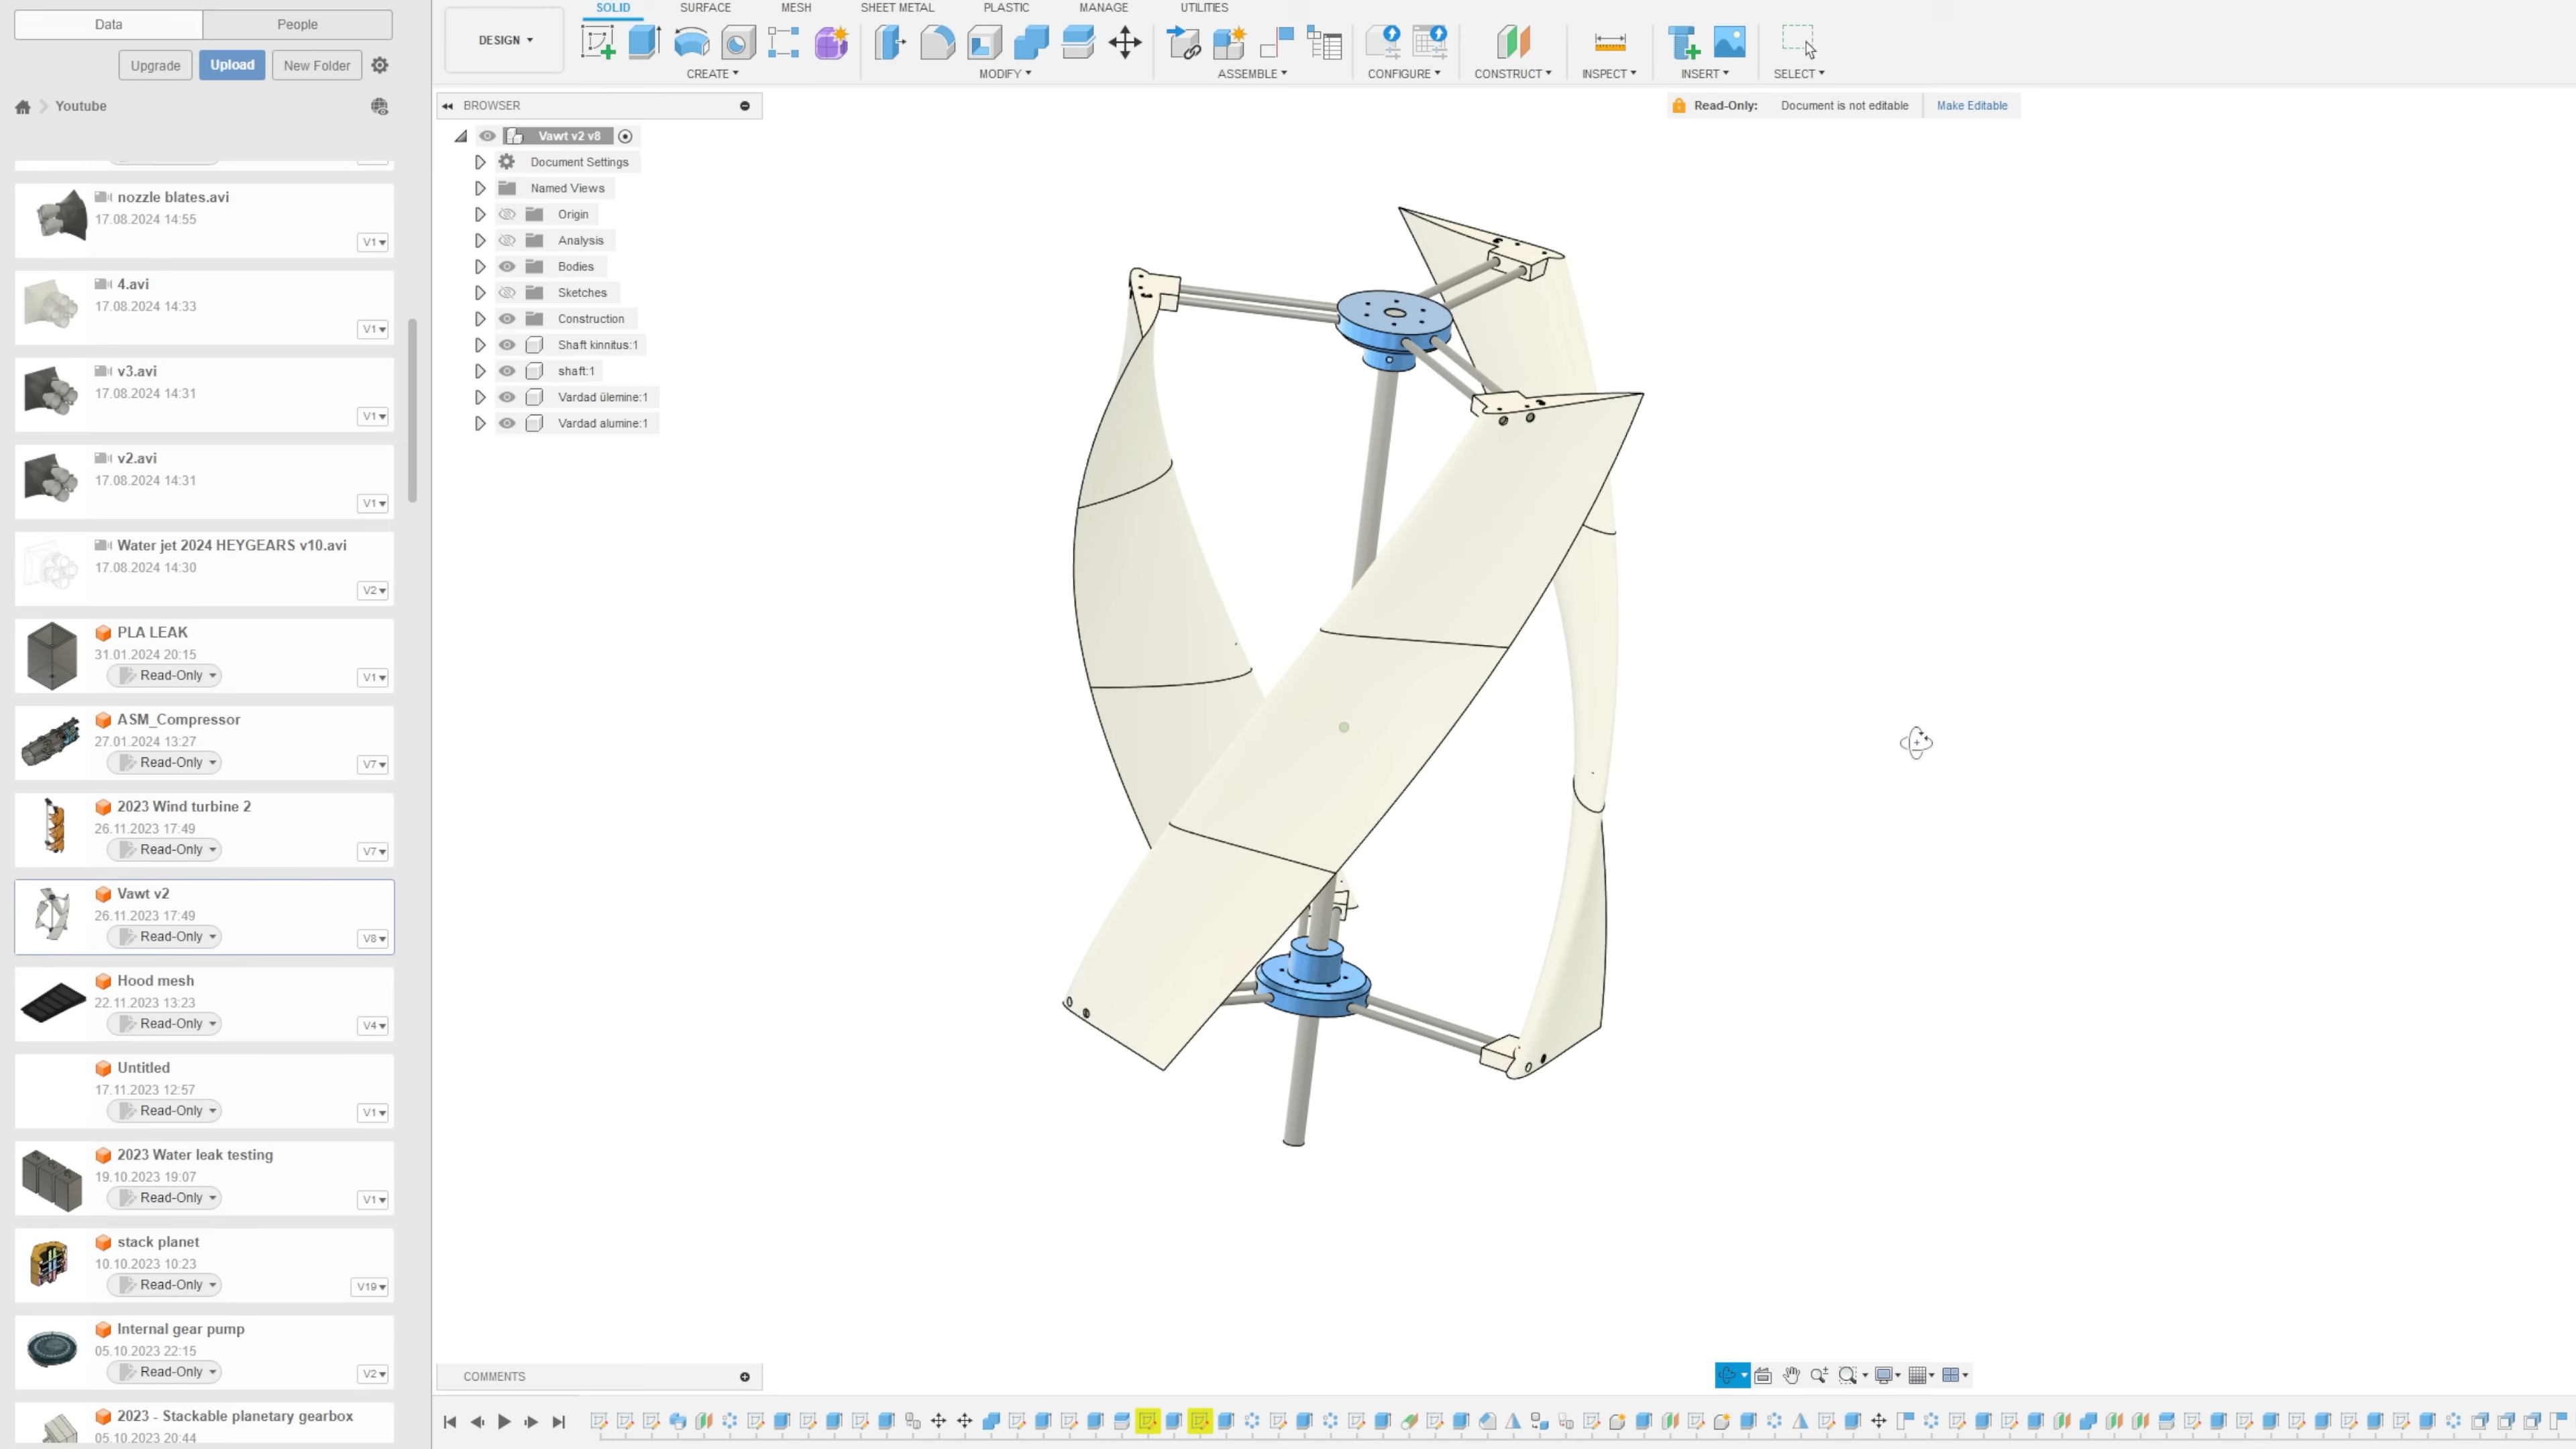 Data People
Upgrade Upload New Folder
Youtube
nozzle blates.avi
17.08.2024 14:55
V1
4.avi
17.08.2024 14:33
V1
v3.avi
17.08.2024 14:31
V1
v2.avi
17.08.2024 14:31
V1
Water jet 2024 HEYGEARS v10.avi
17.08.2024 14:30
V2
PLA LEAK
31.01.2024 20:15
Read-Only
V1
ASM_Compressor
27.01.2024 13:27
Read-Only
V7
2023 Wind turbine 2
26.11.2023 17:49
Read-Only
V7
Vawt v2
26.11.2023 17:49
Read-Only
V8
Hood mesh
22.11.2023 13:23
Read-Only
V4
Untitled
17.11.2023 12:57
Read-Only
V1
2023 Water leak testing
19.10.2023 19:07
Read-Only
V1
stack planet
10.10.2023 10:23
Read-Only
V19
Internal gear pump
05.10.2023 22:15
Read-Only
V2
2023 - Stackable planetary gearbox
05.10.2023 20:44
DESIGN
SOLID SURFACE MESH SHEET METAL PLASTIC MANAGE UTILITIES
CREATE MODIFY ASSEMBLE CONFIGURE CONSTRUCT INSPECT INSERT SELECT
BROWSER
Vawt v2 v8
Document Settings
Named Views
Origin
Analysis
Bodies
Sketches
Construction
Shaft kinnitus:1
shaft:1
Vardad ülemine:1
Vardad alumine:1
Read-Only: Document is not editable Make Editable
COMMENTS